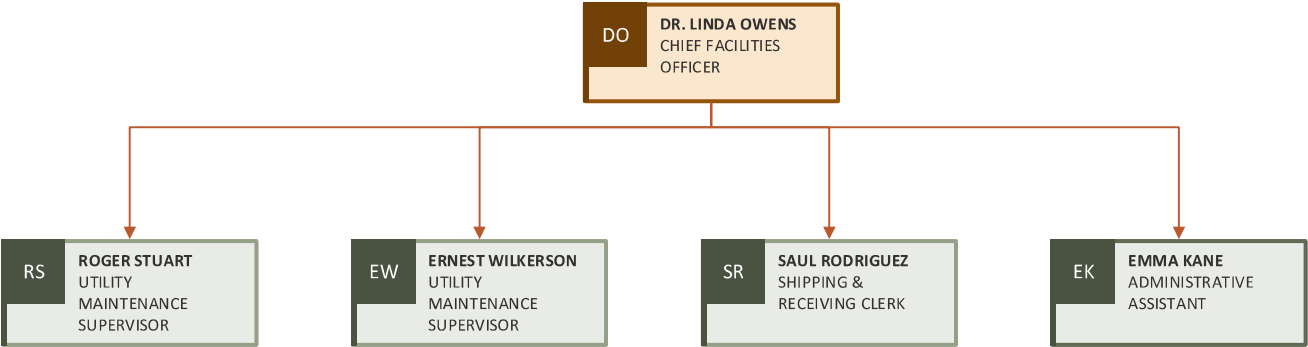 DO
DR. LINDA OWENS
CHIEF FACILITIES
OFFICER
RS
ROGER STUART
UTILITY
MAINTENANCE
SUPERVISOR
EW
ERNEST WILKERSON
UTILITY
MAINTENANCE
SUPERVISOR
SR
SAUL RODRIGUEZ
SHIPPING &
RECEIVING CLERK
EK
EMMA KANE
ADMINISTRATIVE
ASSISTANT